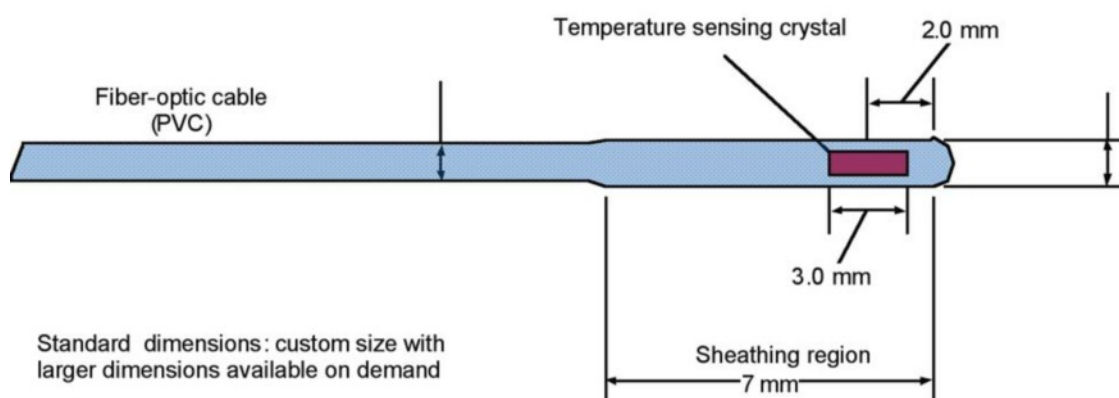 Temperature sensing crystal
2.0 mm
Fiber-optic cable
(PVC)
3.0 mm
Standard dimensions: custom size with
larger dimensions available on demand
Sheathing region
7 mm